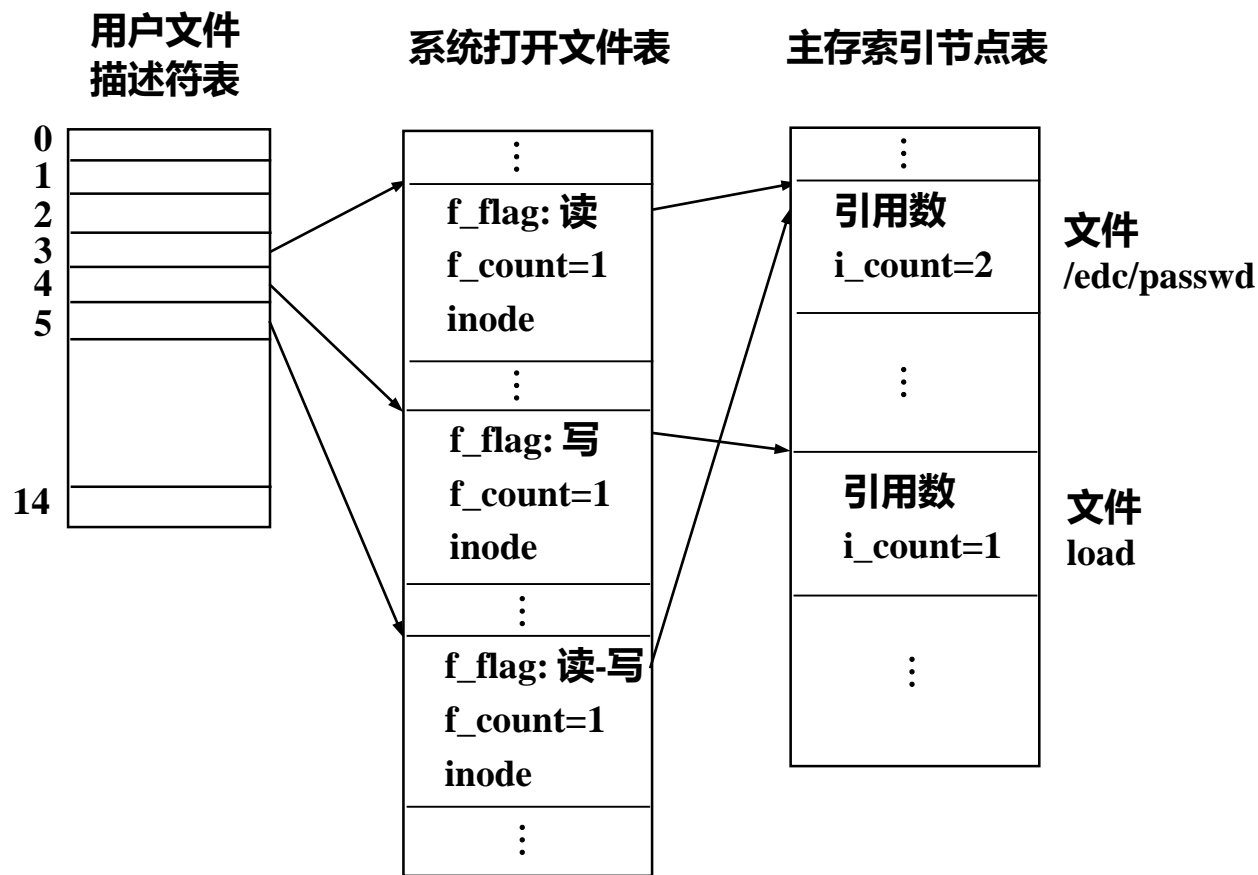 用户文件
描述符表
系统打开文件表
主存索引节点表
0
1
2
3
4
5
14
⋮
f_flag: 读
f_count=1
inode
⋮
f_flag: 写
f_count=1
inode
⋮
f_flag: 读-写
f_count=1
inode
⋮
⋮
引用数
i_count=2
⋮
引用数
i_count=1
⋮
文件
/edc/passwd
文件
load